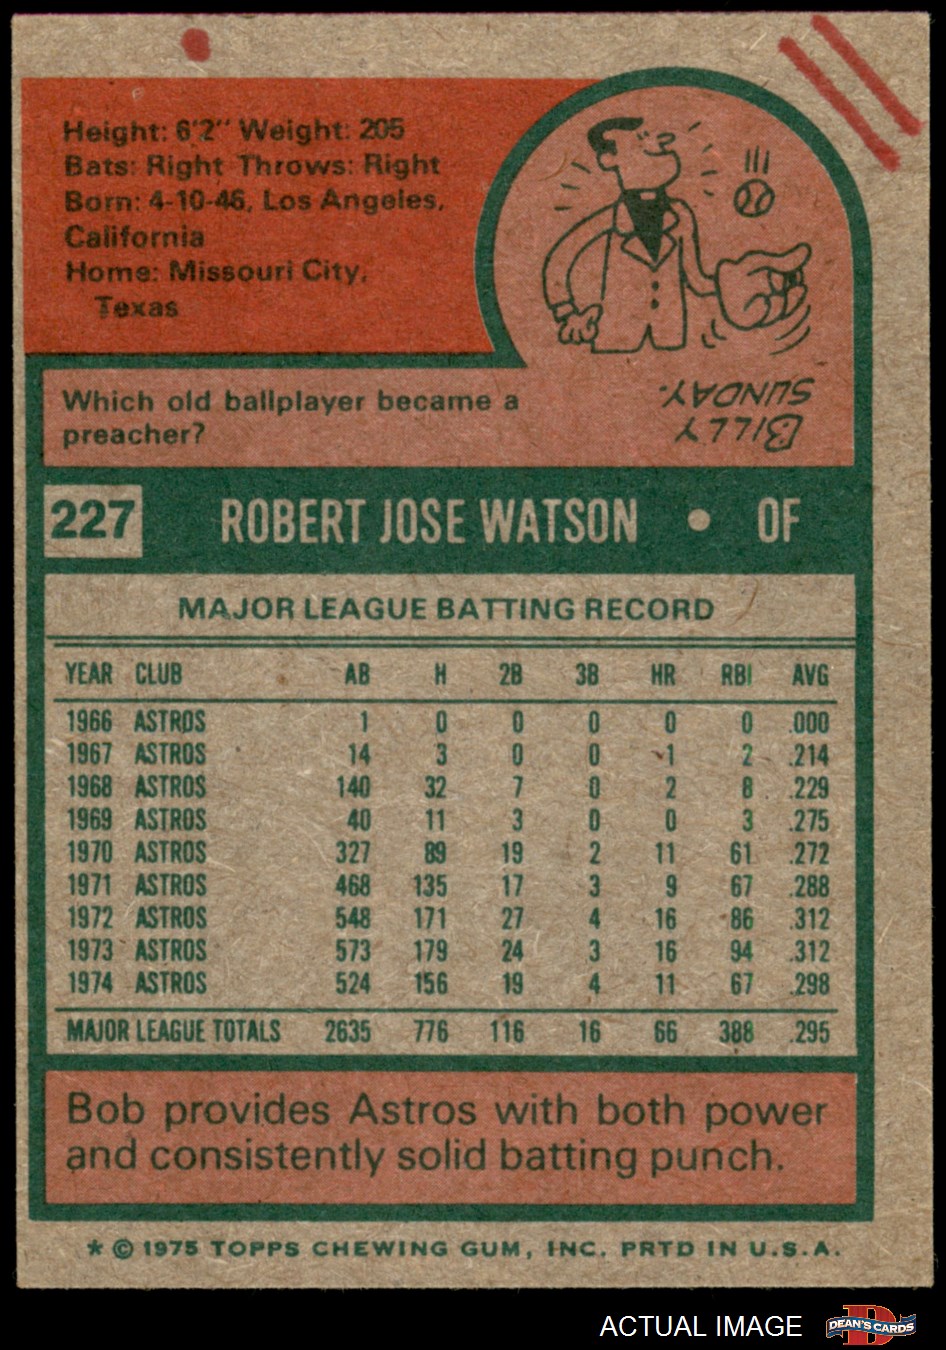 Height: 6'2" Weight: 205
Bats: Right Throws: Right
Born: 4-10-46, Los Angeles,
California
Home: Missouri City,
Texas
Which old ballplayer became a
preacher?
BILLY
SUNDAY.
227 ROBERT JOSE WATSON • OF
MAJOR LEAGUE BATTING RECORD
YEAR CLUB AB H 2B 3B HR RBI AVG
1966 ASTROS 1 0 0 0 0 0 .000
1967 ASTROS 14 3 0 0 1 2 .214
1968 ASTROS 140 32 7 0 2 8 .229
1969 ASTROS 40 11 3 0 0 3 .275
1970 ASTROS 327 89 19 2 11 61 .272
1971 ASTROS 468 135 17 3 9 67 .288
1972 ASTROS 548 171 27 4 16 86 .312
1973 ASTROS 573 179 24 3 16 94 .312
1974 ASTROS 524 156 19 4 11 67 .298
MAJOR LEAGUE TOTALS 2635 776 116 16 66 388 .295
Bob provides Astros with both power
and consistently solid batting punch.
* © 1975 TOPPS CHEWING GUM, INC. PRTD IN U.S.A.
ACTUAL IMAGE
D
DEAN'S CARDS